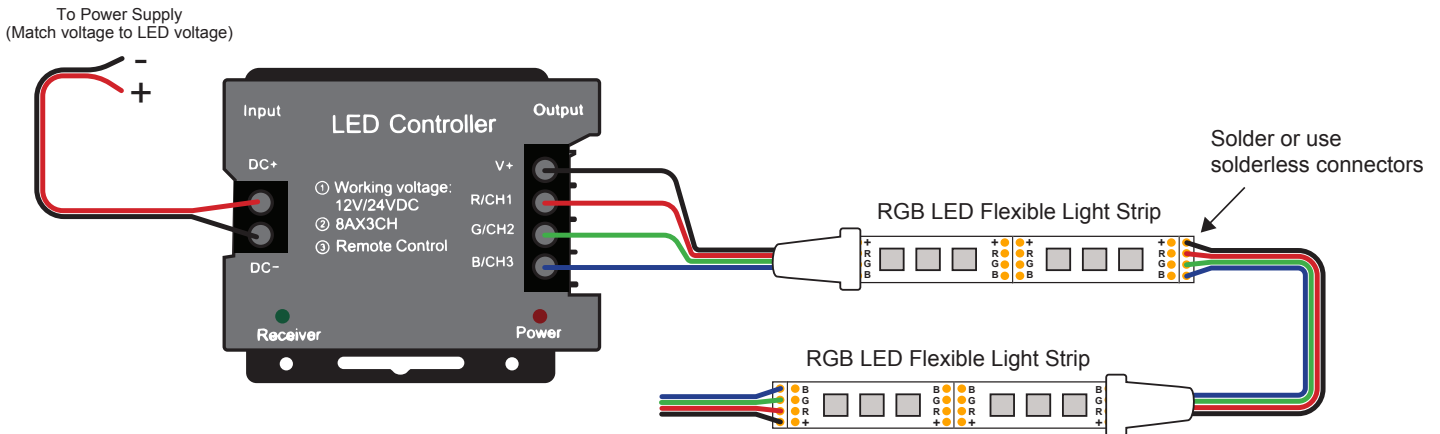 To Power Supply
(Match voltage to LED voltage)
-
+
Input
Output
LED Controller
DC+
DC-
① Working voltage:
12V/24VDC
② 8AX3CH
③ Remote Control
V+
R/CH1
G/CH2
B/CH3
Receiver
Power
Solder or use
solderless connectors
RGB LED Flexible Light Strip
+
R
G
B
+
R
G
B
+
R
G
B
+
R
G
B
RGB LED Flexible Light Strip
B
G
R
+
B
G
R
+
B
G
R
+
B
G
R
+